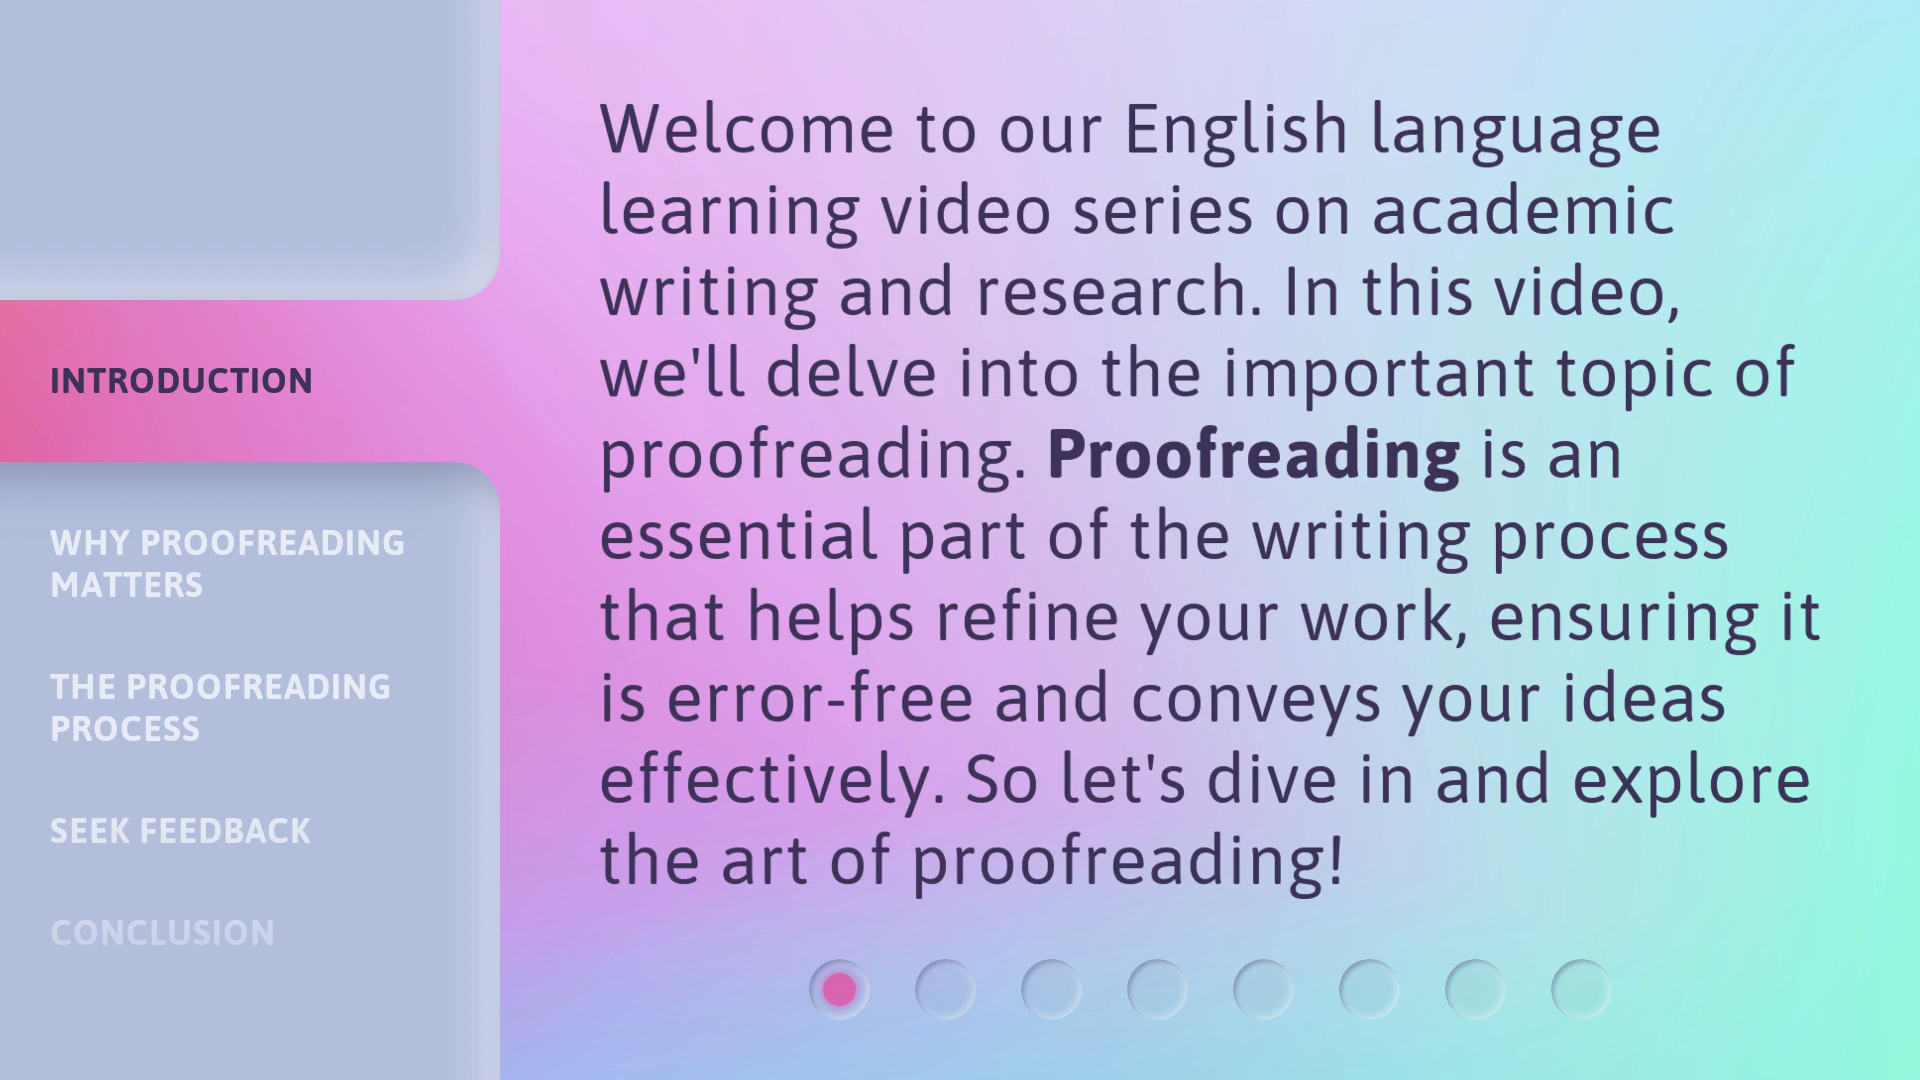 INTRODUCTION
WHY PROOFREADING
MATTERS
THE PROOFREADING
PROCESS
SEEK FEEDBACK
CONCLUSION
Welcome to our English language
learning video series on academic
writing and research. In this video,
we'll delve into the important topic of
proofreading. Proofreading is an
essential part of the writing process
that helps refine your work, ensuring it
is error-free and conveys your ideas
effectively. So let's dive in and explore
the art of proofreading!